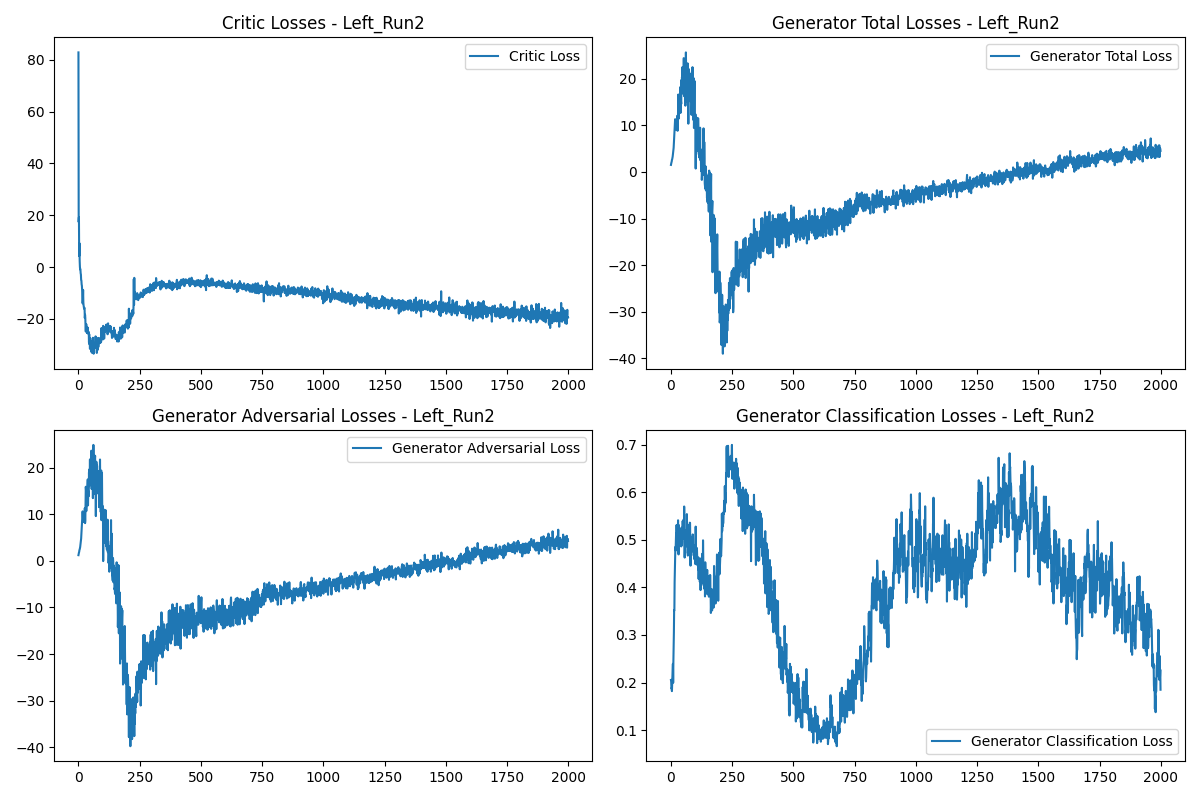 Critic Losses - Left_Run2
Critic Loss
80
60
40
20
0
−20
0 250 500 750 1000 1250 1500 1750 2000
Generator Total Losses - Left_Run2
Generator Total Loss
20
10
0
−10
−20
−30
−40
0 250 500 750 1000 1250 1500 1750 2000
Generator Adversarial Losses - Left_Run2
Generator Adversarial Loss
20
10
0
−10
−20
−30
−40
0 250 500 750 1000 1250 1500 1750 2000
Generator Classification Losses - Left_Run2
0.7
0.6
0.5
0.4
0.3
0.2
0.1
Generator Classification Loss
0 250 500 750 1000 1250 1500 1750 2000